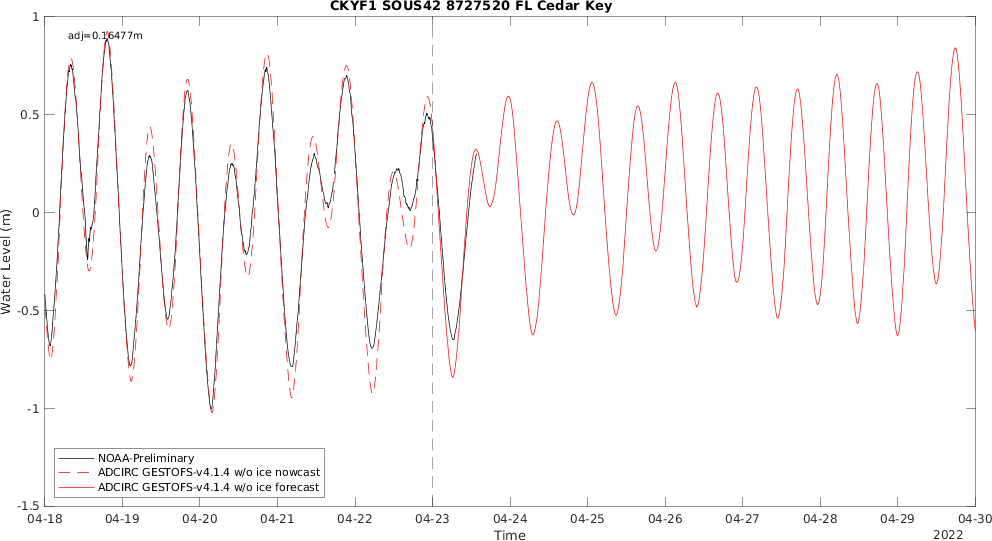 CKYF1 SOUS42 8727520 FL Cedar Key
adj=0.16477m
1
0.5
0
-0.5
-1
-1.5
Water Level (m)
NOAA-Preliminary
ADCIRC GESTOFS-v4.1.4 w/o ice nowcast
ADCIRC GESTOFS-v4.1.4 w/o ice forecast
04-18 04-19 04-20 04-21 04-22 04-23 04-24 04-25 04-26 04-27 04-28 04-29 04-30
Time
2022